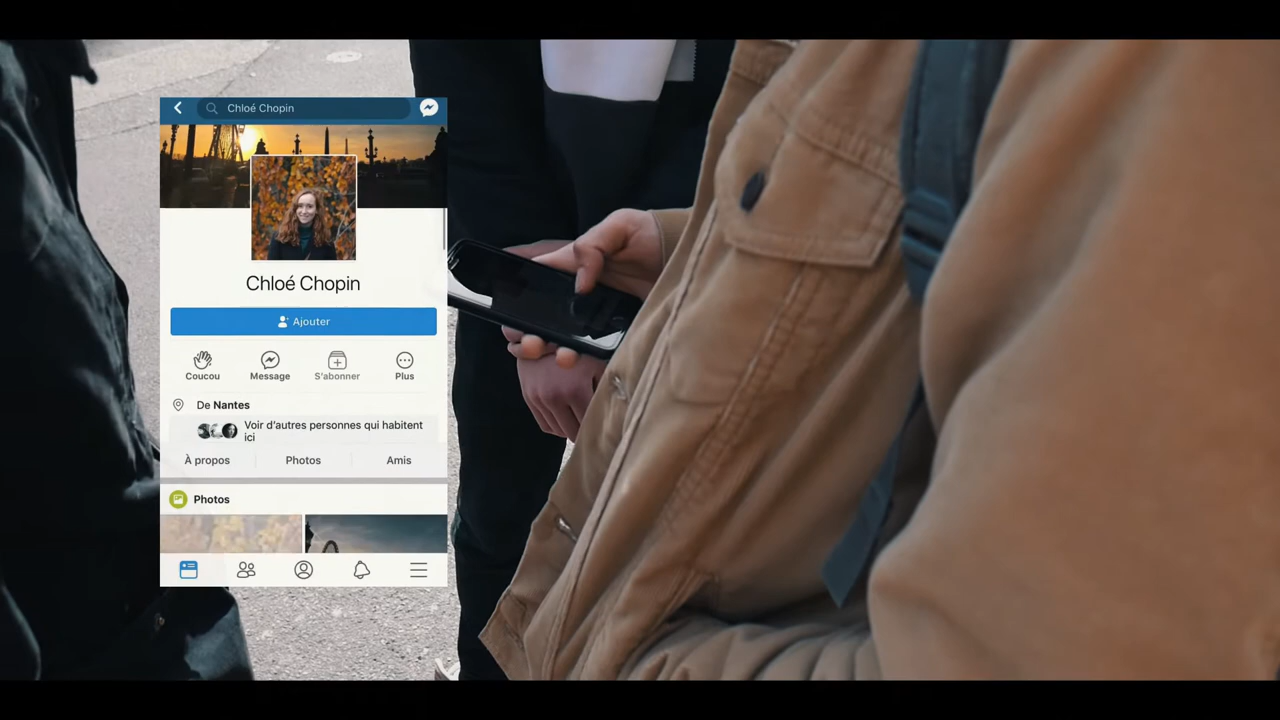 Chloé Chopin
Chloé Chopin
Ajouter
Coucou Message S'abonner Plus
De Nantes
Voir d'autres personnes qui habitent
ici
À propos Photos Amis
Photos